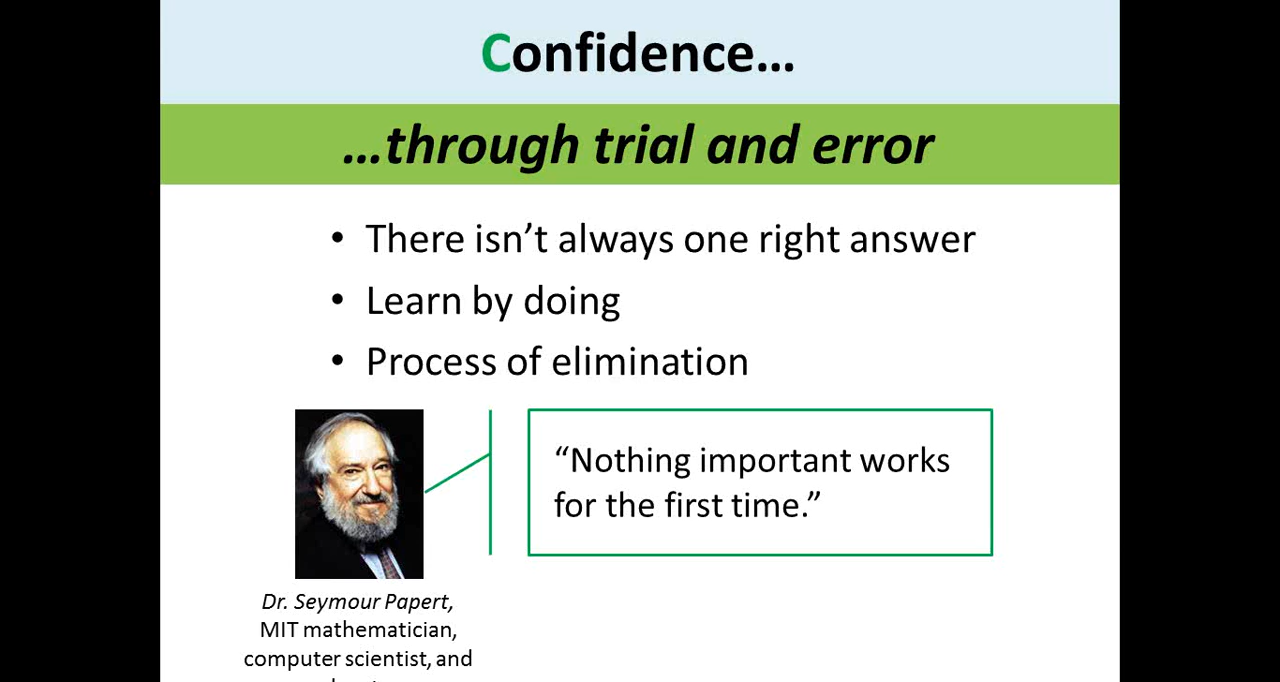 Confidence…
…through trial and error
• There isn’t always one right answer
• Learn by doing
• Process of elimination
“Nothing important works
for the first time.”
Dr. Seymour Papert,
MIT mathematician,
computer scientist, and